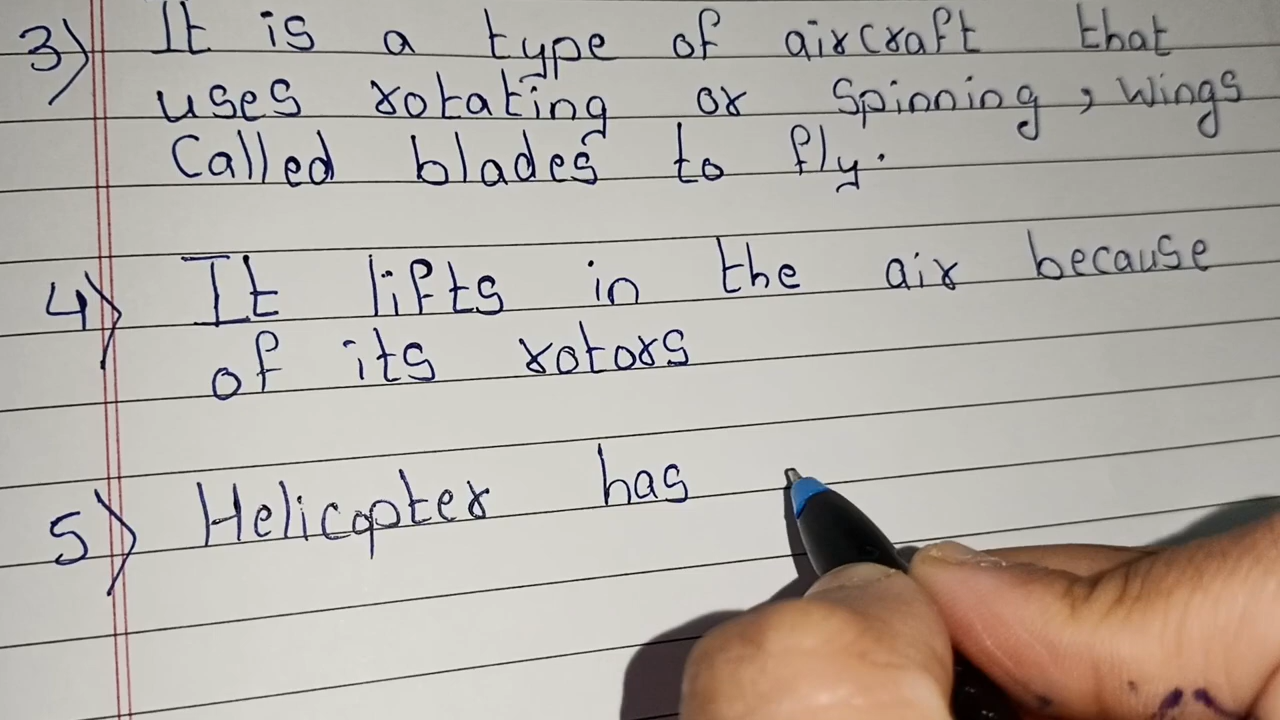 3) It is a type of aircraft that
uses rotating or spinning, wings
Called blades to fly.
4) It lifts in the air because
of its rotors
5) Helicopter has